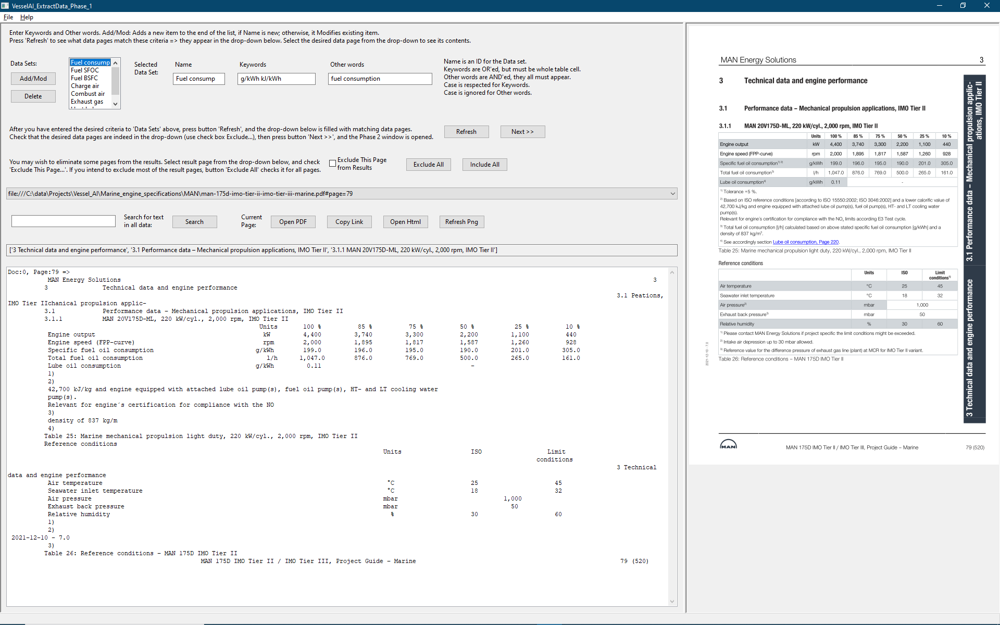 VesselAI_ExtractData_Phase_1
File Help
Enter Keywords and Other words. Add/Mod: Adds a new item to the end of the list, if Name is new; otherwise, it Modifies existing item.
Press 'Refresh' to see what data pages match these criteria => they appear in the drop-down below. Select the desired data page from the drop-down to see its contents.
Data Sets:
Add/Mod
Delete
Fuel consump
Fuel SFOC
Fuel BSFC
Charge air
Combust air
Exhaust gas
Selected
Data Set:
Name
Fuel consump
Keywords
g/kWh kJ/kWh
Other words
fuel consumption
Name is an ID for the Data set.
Keywords are OR'ed, but must be whole table cell.
Other words are AND'ed, they all must appear.
Case is respected for Keywords.
Case is ignored for Other words.
After you have entered the desired criteria to 'Data Sets' above, press button 'Refresh', and the drop-down below is filled with matching data pages.
Check that the desired data pages are indeed in the drop-down (use check box Exclude...), then press button 'Next >>', and the Phase 2 window is opened.
Refresh
Next >>
You may wish to eliminate some pages from the results. Select result page from the drop-down below, and check
'Exclude This Page...'. If you intend to exclude most of the result pages, button 'Exclude All' checks it for all pages.
Exclude This Page
from Results
Exclude All
Include All
file:///C:\data\Projects\Vessel_AI\Marine_engine_specifications\MAN\man-175d-imo-tier-ii-imo-tier-iii-marine.pdf#page=79
Search for text
in all data:
Search
Current
Page:
Open PDF
Copy Link
Open Html
Refresh Png
['3 Technical data and engine performance', '3.1 Performance data – Mechanical propulsion applications, IMO Tier II', '3.1.1 MAN 20V175D-ML, 220 kW/cyl., 2,000 rpm, IMO Tier II']
Doc:0, Page:79 =>
MAN Energy Solutions 3
3 Technical data and engine performance
3.1 Peations,
IMO Tier IIchanical propulsion applic-
3.1 Performance data – Mechanical propulsion applications, IMO Tier II
3.1.1 MAN 20V175D-ML, 220 kW/cyl., 2,000 rpm, IMO Tier II
Units 100 % 85 % 75 % 50 % 25 % 10 %
Engine output kW 4,400 3,740 3,300 2,200 1,100 440
Engine speed (FPP-curve) rpm 2,000 1,895 1,817 1,587 1,260 928
Specific fuel oil consumption g/kWh 199.0 196.0 195.0 190.0 201.0 305.0
Total fuel oil consumption l/h 1,047.0 876.0 769.0 500.0 265.0 161.0
Lube oil consumption g/kWh 0.11 –
1)
2)
42,700 kJ/kg and engine equipped with attached lube oil pump(s), fuel oil pump(s), HT- and LT cooling water
pump(s).
Relevant for engine´s certification for compliance with the NO
3)
density of 837 kg/m
4)
Table 25: Marine mechanical propulsion light duty, 220 kW/cyl., 2,000 rpm, IMO Tier II
Reference conditions
Units ISO Limit
conditions
3 Technical
data and engine performance
Air temperature °C 25 45
Seawater inlet temperature °C 18 32
Air pressure mbar 1,000
Exhaust back pressure mbar 50
Relative humidity % 30 60
1)
2)
2021-12-10 - 7.0
3)
Table 26: Reference conditions – MAN 175D IMO Tier II
MAN 175D IMO Tier II / IMO Tier III, Project Guide – Marine 79 (520)
MAN Energy Solutions 3
3 Technical data and engine performance
3.1 Performance data – Mechanical propulsion applications, IMO Tier II
3.1.1 MAN 20V175D-ML, 220 kW/cyl., 2,000 rpm, IMO Tier II
Units 100 % 85 % 75 % 50 % 25 % 10 %
Engine output kW 4,400 3,740 3,300 2,200 1,100 440
Engine speed (FPP-curve) rpm 2,000 1,895 1,817 1,587 1,260 928
Specific fuel oil consumption1) 2) g/kWh 199.0 196.0 195.0 190.0 201.0 305.0
Total fuel oil consumption3) l/h 1,047.0 876.0 769.0 500.0 265.0 161.0
Lube oil consumption4) g/kWh 0.11 -
1) Tolerance +5 %.
2) Based on ISO reference conditions [according to ISO 15550:2002; ISO 3046:2002] and a lower calorific value of
42,700 kJ/kg and engine equipped with attached lube oil pump(s), fuel oil pump(s), HT- and LT cooling water
pump(s).
Relevant for engine´s certification for compliance with the NOx limits according E3 Test cycle.
3) Total fuel oil consumption [l/h] calculated based on above stated specific fuel oil consumption [g/kWh] and a
density of 837 kg/m3.
4) See accordingly section Lube oil consumption, Page 220.
Table 25: Marine mechanical propulsion light duty, 220 kW/cyl., 2,000 rpm, IMO Tier II
Reference conditions
Units ISO Limit
conditions1)
Air temperature °C 25 45
Seawater inlet temperature °C 18 32
Air pressure2) mbar 1,000
Exhaust back pressure3) mbar 50
Relative humidity % 30 60
1) Please contact MAN Energy Solutions if project specific the limit conditions might be exceeded.
2) Intake air depression up to 30 mbar allowed.
3) Reference value for the difference pressure of exhaust gas line (plant) at MCR for IMO Tier II variant.
Table 26: Reference conditions – MAN 175D IMO Tier II
2021-12-10 - 7.0
3.1 Performance data – Mechanical propulsion applic-
ations, IMO Tier II
3 Technical data and engine performance
MAN
MAN 175D IMO Tier II / IMO Tier III, Project Guide – Marine
79 (520)